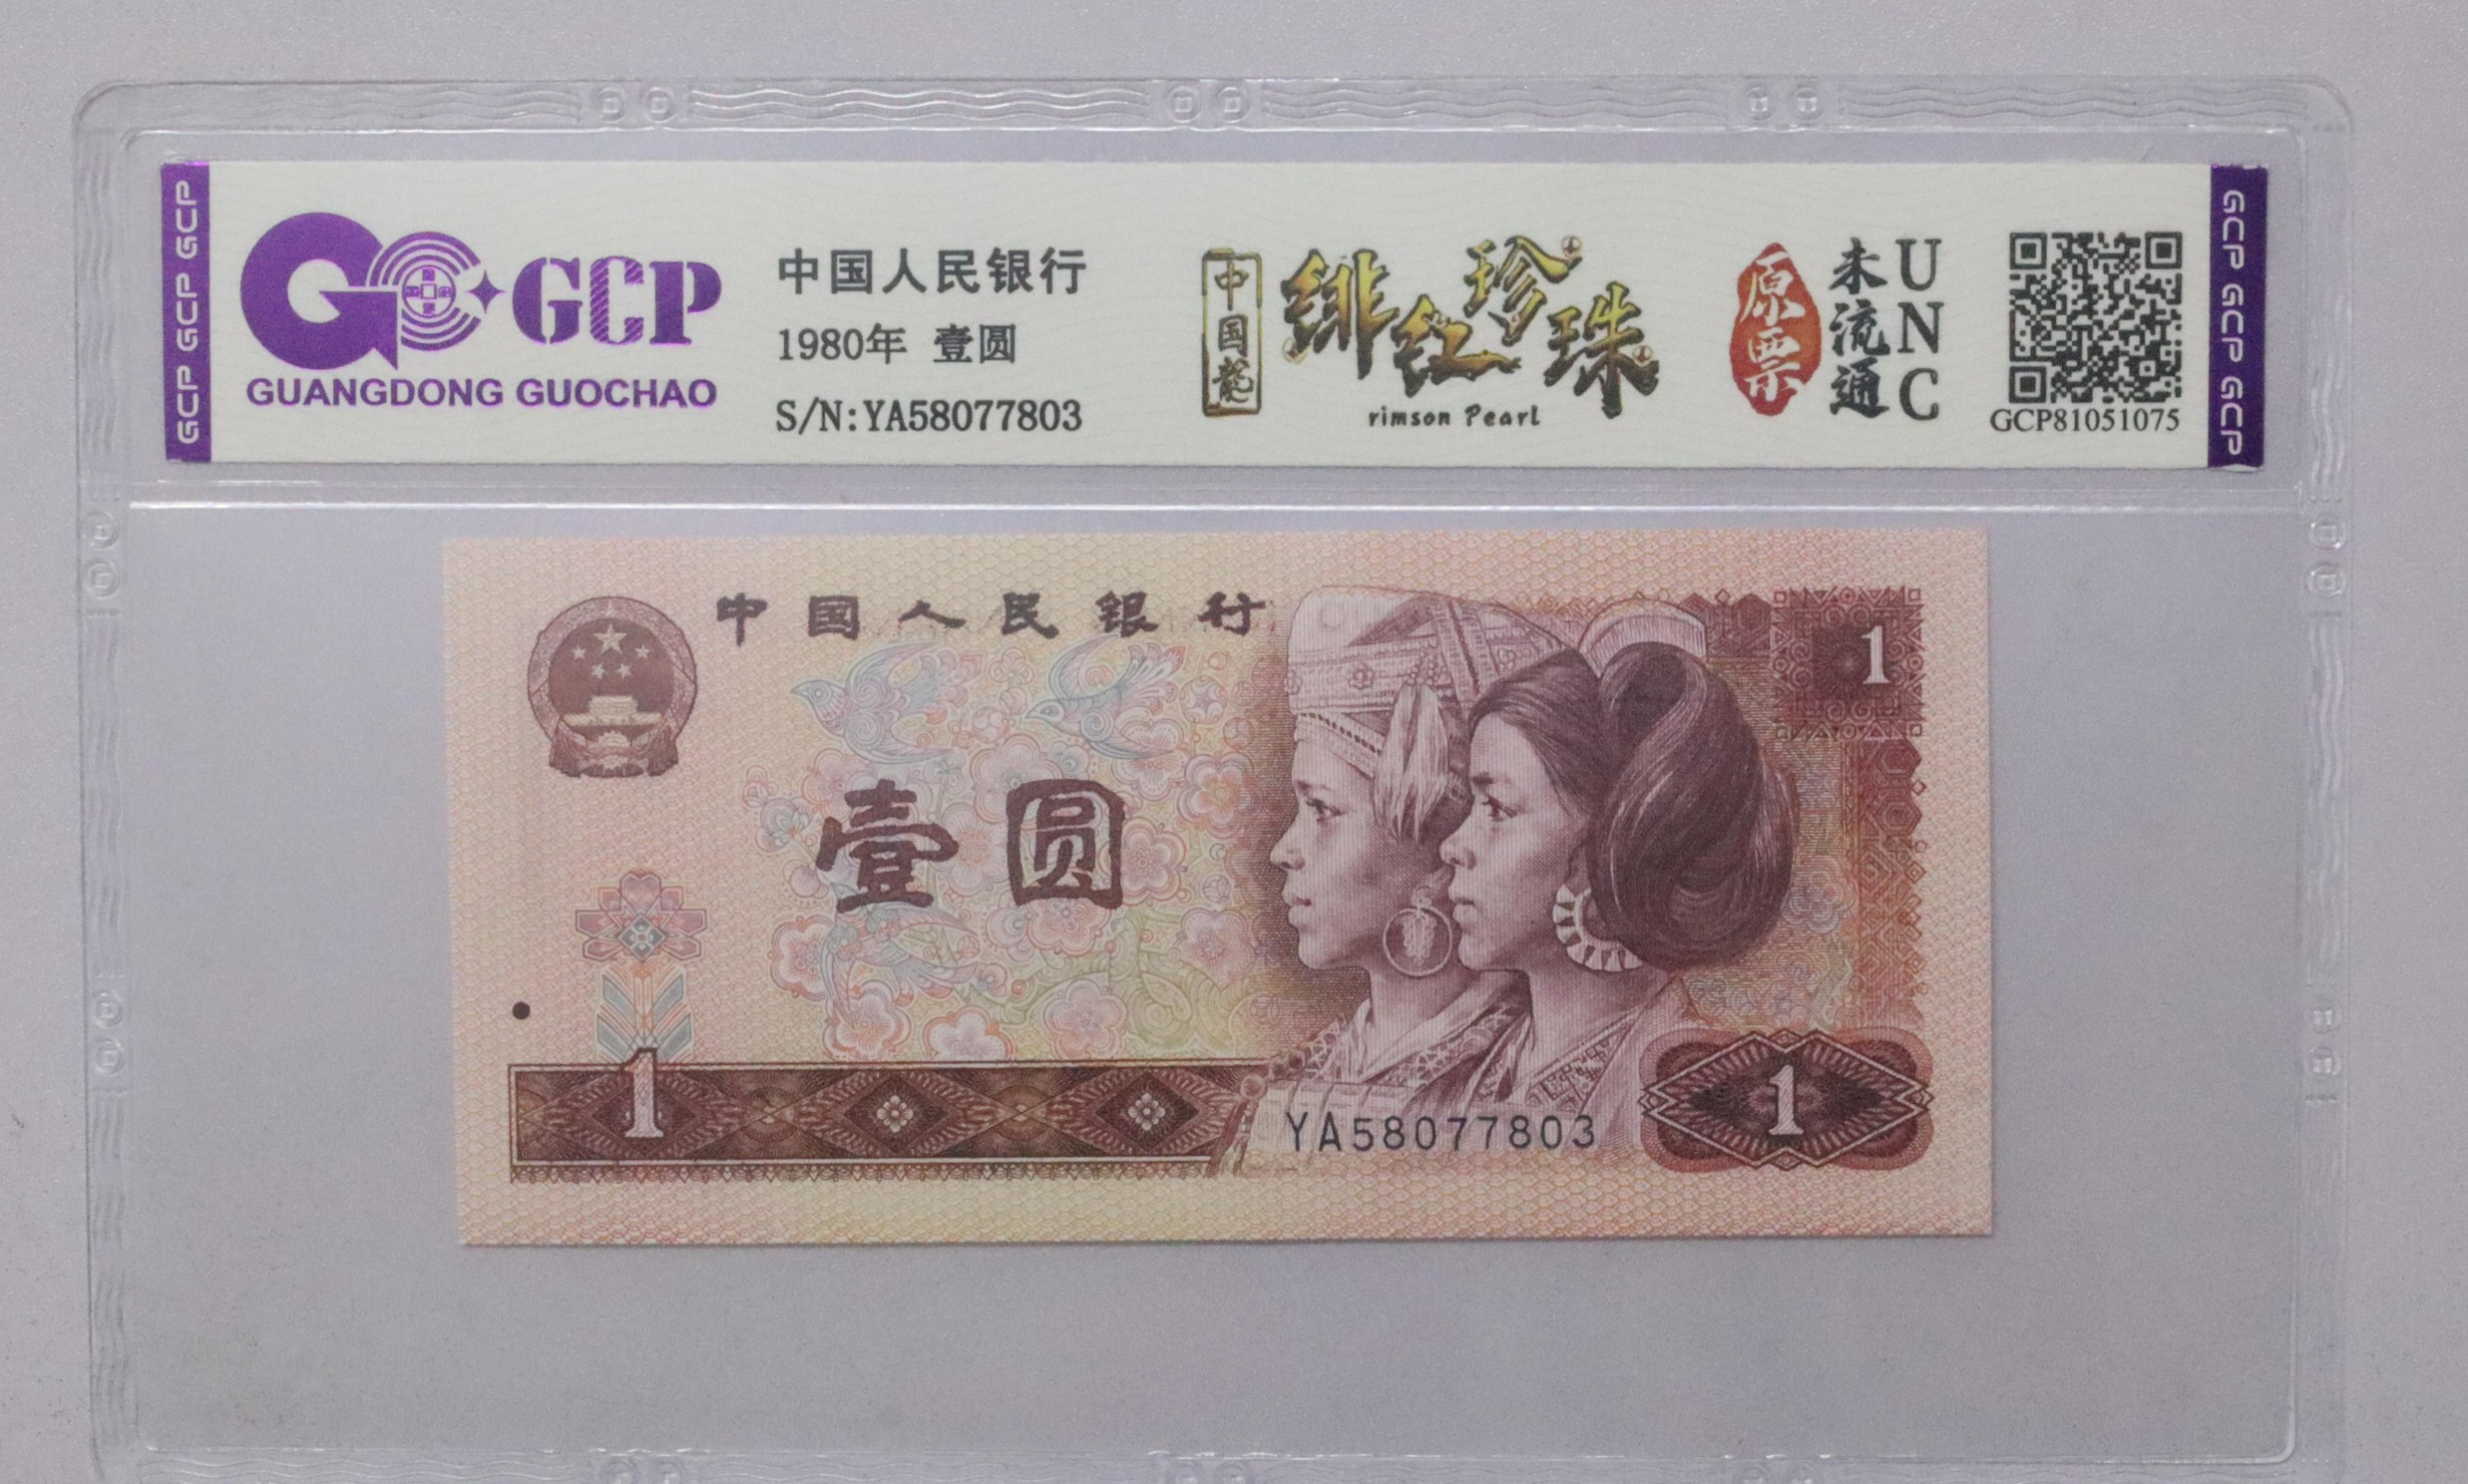 GCP GCP GCP
GCP
GUANGDONG GUOCHAO
中国人民银行
1980年 壹圆
S/N:YA58077803
中国龍
绯红珍珠
rimson Pearl
原票
未流通
UNC
GCP81051075
GCP GCP GCP
中国人民银行
1
壹圆
1
YA58077803
1